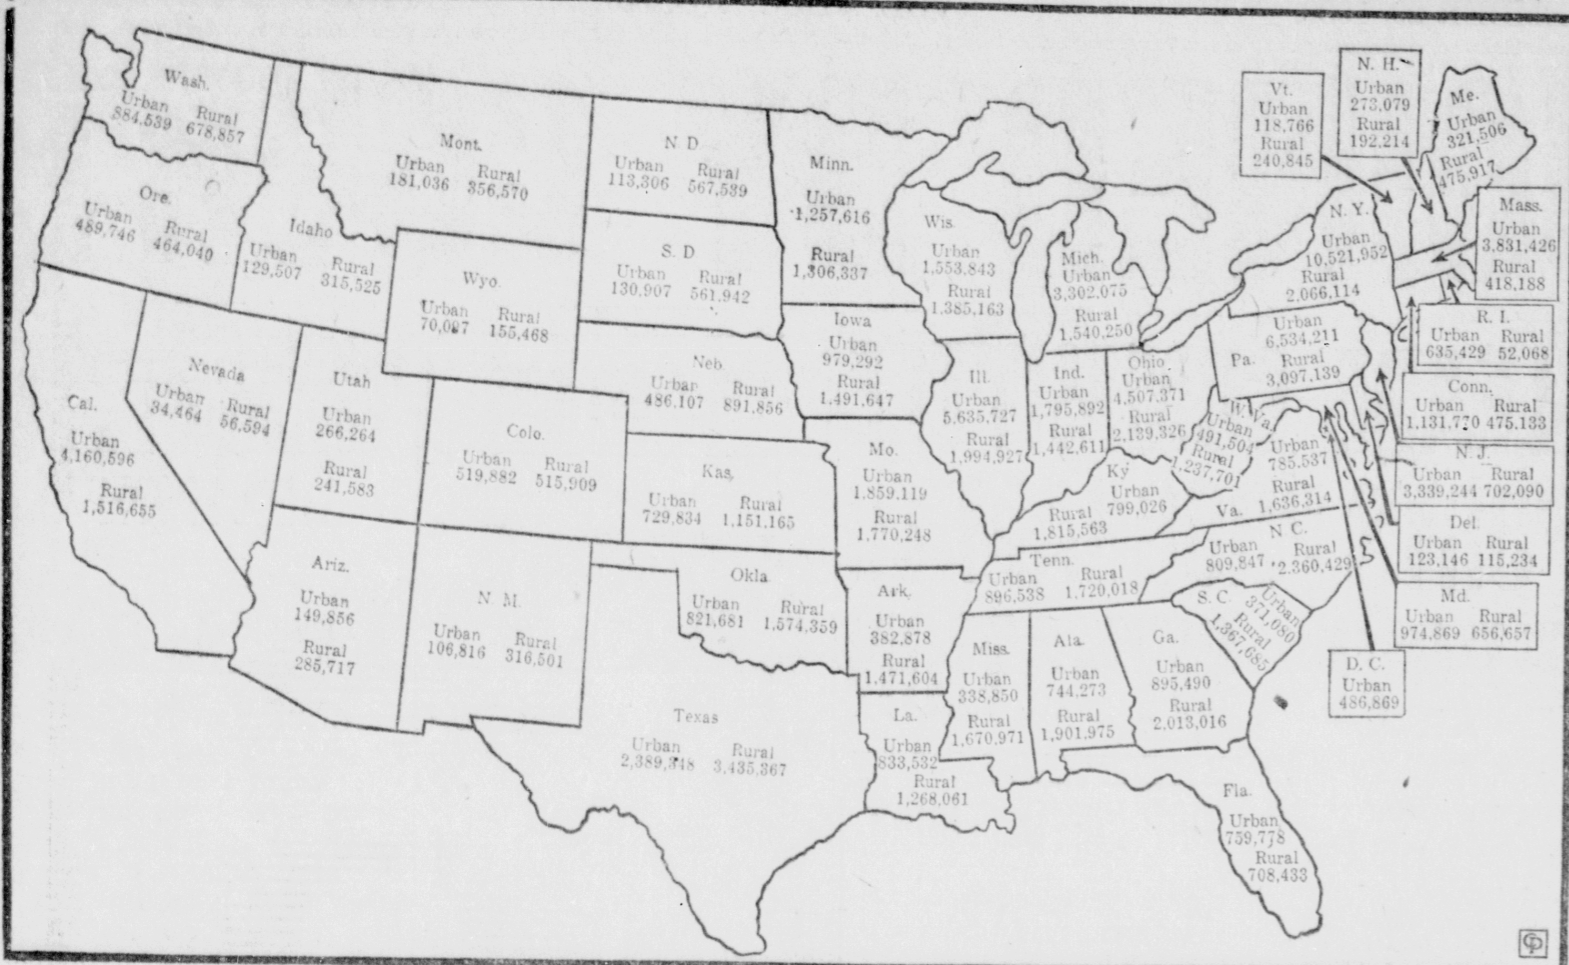 Wash.
Urban Rural
884,539 678,857
Ore.
Urban Rural
489,746 464,040
Idaho
Urban Rural
129,507 315,525
Mont.
Urban Rural
181,036 356,570
Wyo.
Urban Rural
70,097 155,468
N D
Urban Rural
113,306 567,539
S. D
Urban Rural
130,907 561,942
Neb.
Urban Rural
486,107 891,856
Nevada
Urban Rural
34,464 56,594
Utah
Urban
266,264
Rural
241,583
Cal.
Urban
4,160,596
Rural
1,516,655
Colo.
Urban Rural
519,882 515,909
Kas.
Urban Rural
729,834 1,151,165
Ariz.
Urban
149,856
Rural
285,717
N. M.
Urban Rural
106,816 316,501
Okla
Urban Rural
821,681 1,574,359
Texas
Urban Rural
2,389,348 3,435,367
Minn.
Urban
1,257,616
Rural
1,306,337
Iowa
Urban
979,292
Rural
1,491,647
Mo.
Urban
1,859,119
Rural
1,770,248
Ark.
Urban
382,878
Rural
1,471,604
La.
Urban
833,532
Rural
1,268,061
Wis.
Urban
1,553,843
Rural
1,385,163
Mich.
Urban
3,302,075
Rural
1,540,250
Ill.
Urban
5,635,727
Rural
1,994,927
Ind.
Urban
1,795,892
Rural
1,442,611
Ohio
Urban
4,507,371
Rural
2,139,326
Ky
Urban
799,026
Rural
1,815,563
Tenn.
Urban Rural
896,538 1,720,018
Miss.
Urban
338,850
Rural
1,670,971
Ala.
Urban
744,273
Rural
1,901,975
Ga.
Urban
895,490
Rural
2,013,016
Fla.
Urban
759,778
Rural
708,433
S. C.
Urban
371,080
Rural
1,367,685
N. C.
Urban Rural
809,847 2,360,429
W. Va.
Urban
491,504
Rural
1,237,701
Urban
785,537
Rural
Va. 1,636,314
Urban
6,534,211
Pa. Rural
3,097,139
N. Y.
Urban
10,521,952
Rural
2,066,114
Vt.
Urban
118,766
Rural
240,845
N. H.
Urban
273,079
Rural
192,214
Me.
Urban
321,506
Rural
475,917
Mass.
Urban
3,831,426
Rural
418,188
R. I.
Urban Rural
635,429 52,068
Conn.
Urban Rural
1,131,770 475,133
N. J.
Urban Rural
3,339,244 702,090
Del.
Urban Rural
123,146 115,234
Md.
Urban Rural
974,869 656,657
D. C.
Urban
486,869
CP